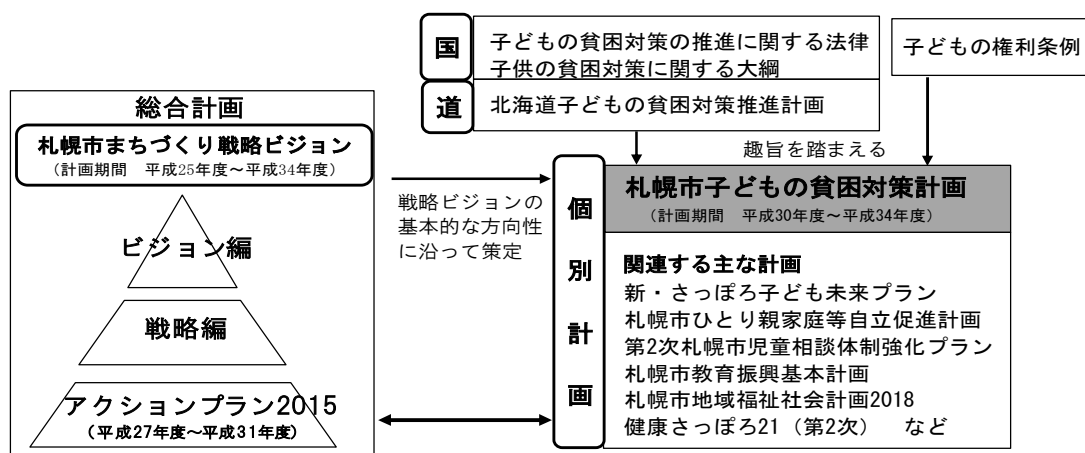 国
子どもの貧困対策の推進に関する法律
子供の貧困対策に関する大綱
道
北海道子どもの貧困対策推進計画
子どもの権利条例
趣旨を踏まえる
総合計画
札幌市まちづくり戦略ビジョン
(計画期間　平成25年度～平成34年度)
ビジョン編
戦略編
アクションプラン2015
(平成27年度～平成31年度)
戦略ビジョンの
基本的な方向性
に沿って策定
個別計画
札幌市子どもの貧困対策計画
(計画期間　平成30年度～平成34年度)
関連する主な計画
新・さっぽろ子ども未来プラン
札幌市ひとり親家庭等自立促進計画
第2次札幌市児童相談体制強化プラン
札幌市教育振興基本計画
札幌市地域福祉社会計画2018
健康さっぽろ21（第2次）　など